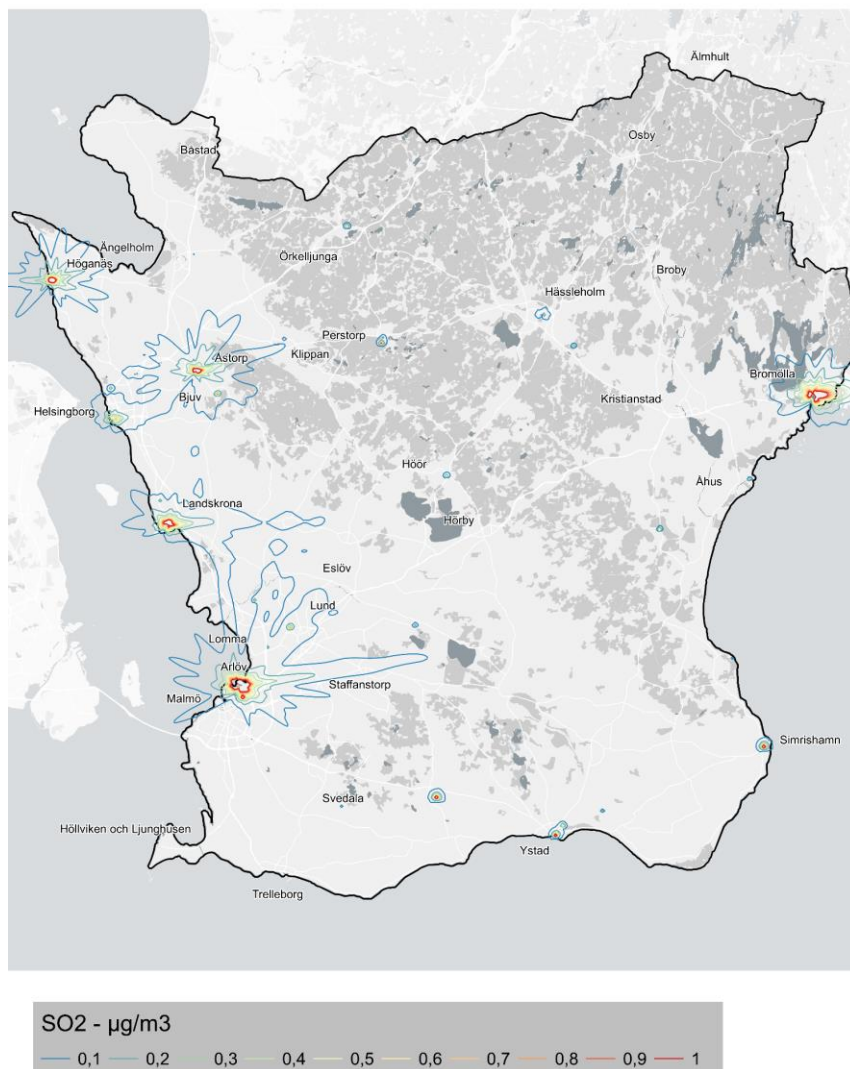 Älmhult
Osby
Båstad
Ängelholm
Höganäs
Örkelljunga
Broby
Hässleholm
Perstorp
Åstorp
Klippan
Bromölla
Bjuv
Kristianstad
Helsingborg
Höör
Åhus
Landskrona
Hörby
Eslöv
Lund
Lomma
Arlöv
Staffanstorp
Malmö
Simrishamn
Svedala
Höllviken och Ljunghusen
Ystad
Trelleborg
SO2 - µg/m3
0,1 0,2 0,3 0,4 0,5 0,6 0,7 0,8 0,9 1